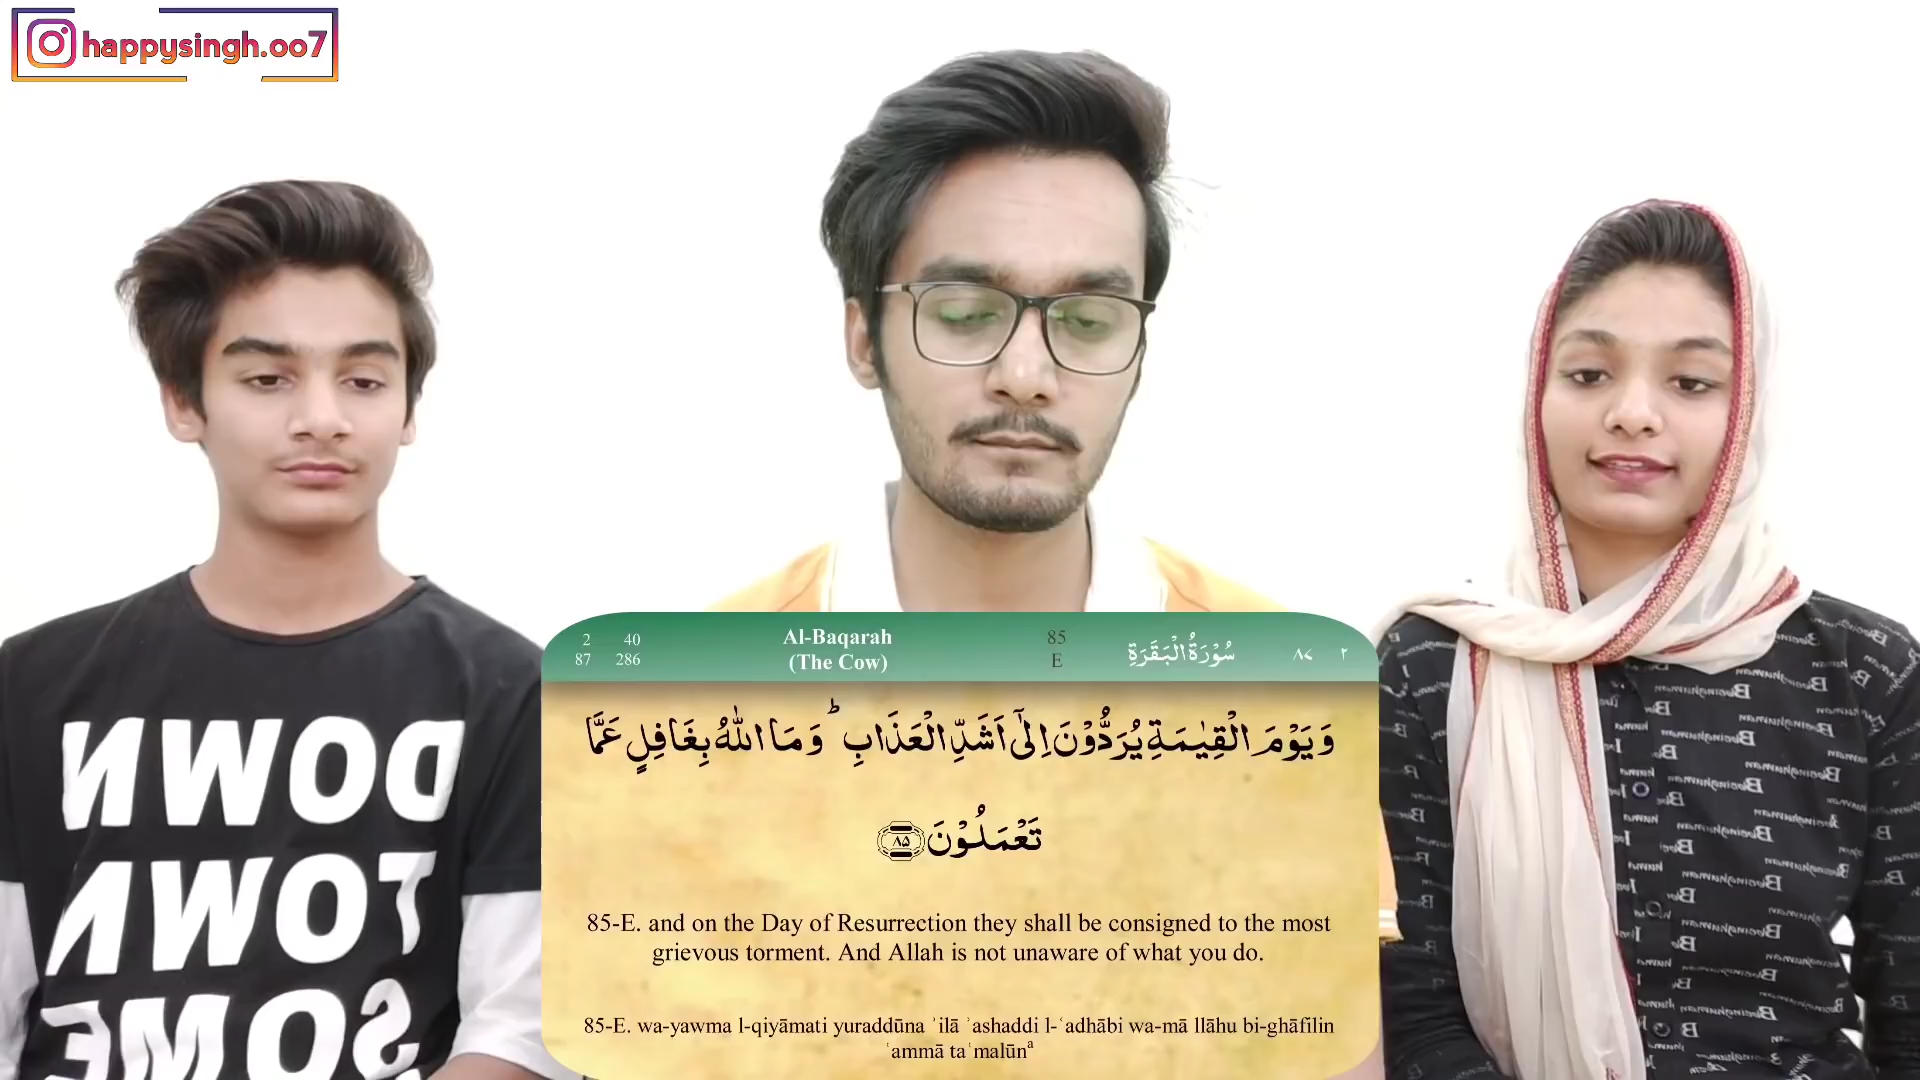 happysingh.oo7
2 40
87 286
Al-Baqarah
(The Cow)
85
E
سُوْرَةُ الْبَقَرَةِ
٨٧ ٢
وَيَوْمَ الْقِيٰمَةِ يُرَدُّوْنَ اِلٰٓى اَشَدِّ الْعَذَابِ ؕ وَمَا اللّٰهُ بِغَافِلٍ عَمَّا
تَعْمَلُوْنَ ٨٥
85-E. and on the Day of Resurrection they shall be consigned to the most
grievous torment. And Allah is not unaware of what you do.
85-E. wa-yawma l-qiyāmati yuraddūna ʾilā ʾashaddi l-ʿadhābi wa-mā llāhu bi-ghāfilin
ʿammā taʿmalūnᵃ
DOWN
TOWN
SOME